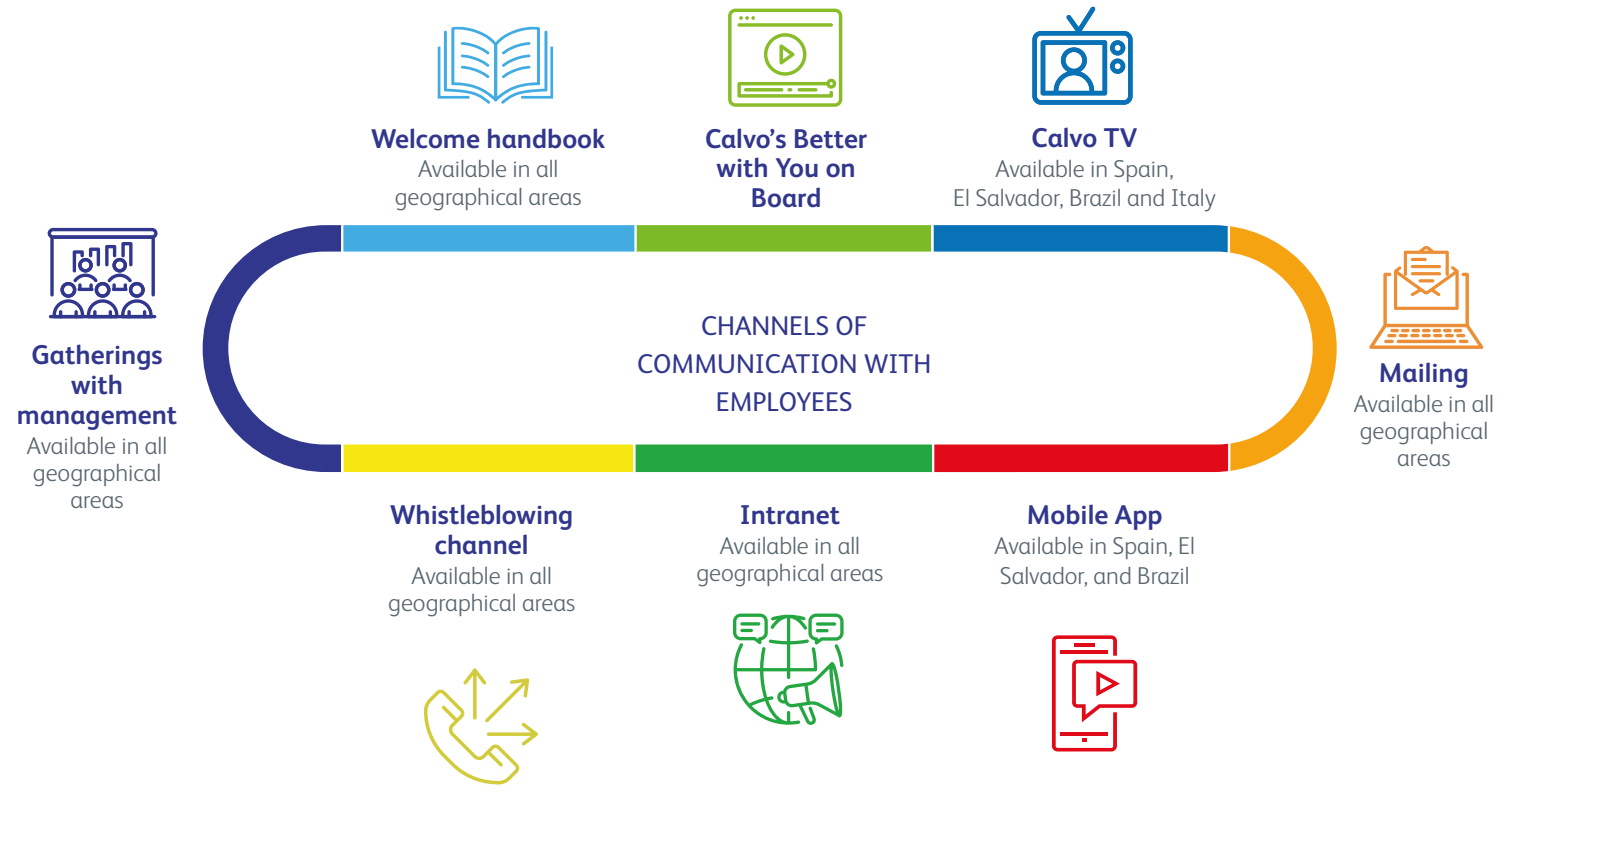 Welcome handbook
Available in all
geographical areas
Calvo’s Better
with You on
Board
Calvo TV
Available in Spain,
El Salvador, Brazil and Italy
Gatherings
with
management
Available in all
geographical
areas
CHANNELS OF
COMMUNICATION WITH
EMPLOYEES
Mailing
Available in all
geographical
areas
Whistleblowing
channel
Available in all
geographical areas
Intranet
Available in all
geographical areas
Mobile App
Available in Spain, El
Salvador, and Brazil